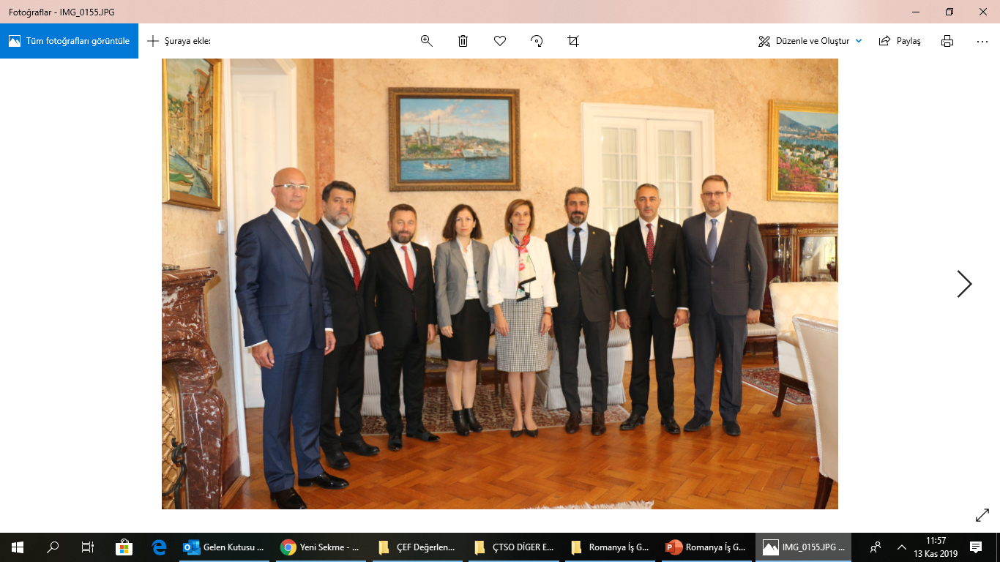 Fotoğraflar - IMG_0155.JPG
Tüm fotoğrafları görüntüle
Şuraya ekle:
Düzenle ve Oluştur
Paylaş
Gelen Kutusu ...
Yeni Sekme - ...
ÇEF Değerlen...
ÇTSO DİĞER E...
Romanya İş G...
Romanya İş G...
IMG_0155.JPG ...
11:57
13 Kas 2019